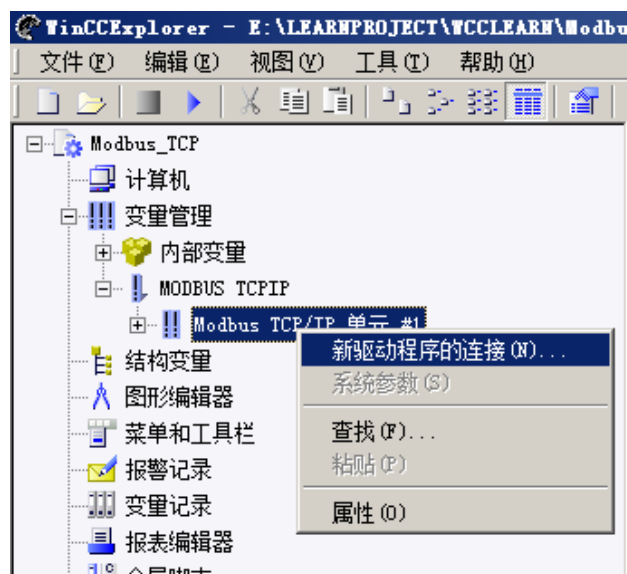 WinCCExplorer - E:\LEARNPROJECT\WCCLEARN\Modbu
文件(F) 编辑(E) 视图(V) 工具(T) 帮助(H)
Modbus_TCP
计算机
变量管理
内部变量
MODBUS TCPIP
Modbus TCP/IP 单元 #1
新驱动程序的连接(N)...
系统参数(S)
查找(F)...
粘贴(P)
属性(O)
结构变量
图形编辑器
菜单和工具栏
报警记录
变量记录
报表编辑器